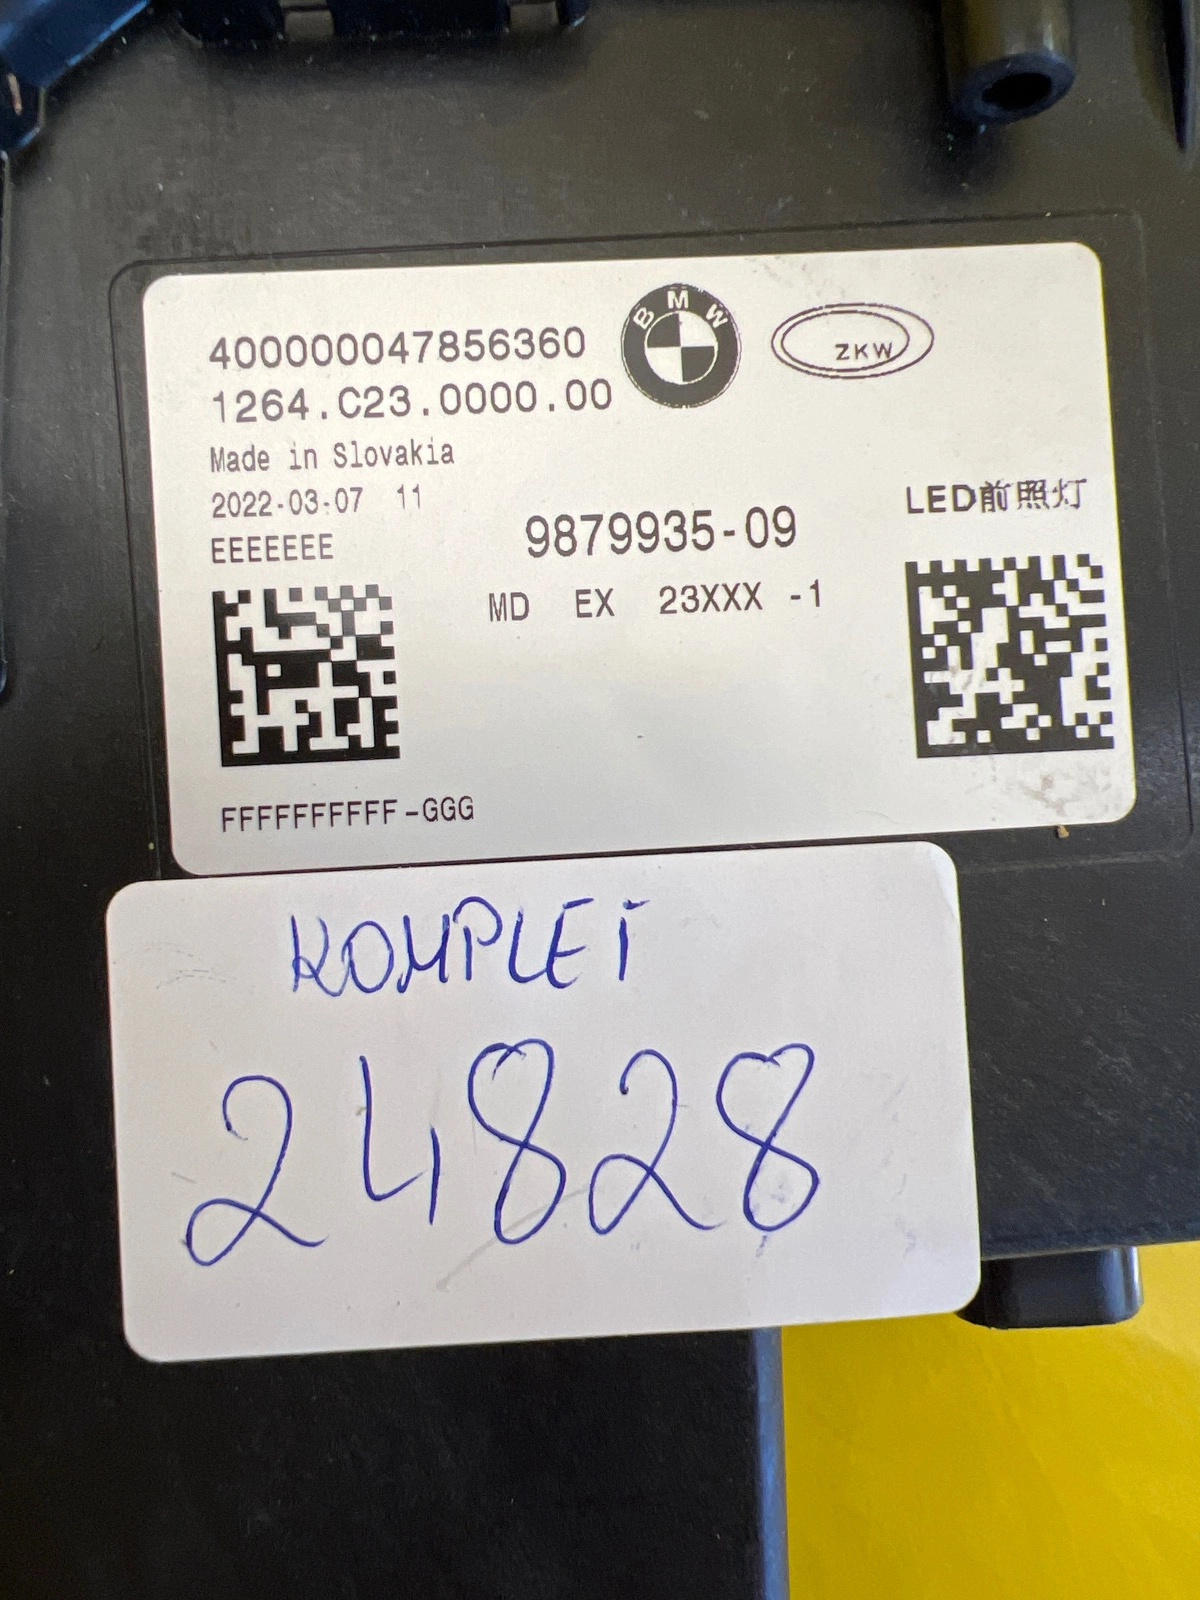 400000047856360
1264.C23.0000.00
BMW
ZKW
Made in Slovakia
2022-03-07 11
EEEEEEE
9879935-09
LED前照灯
MD EX 23XXX -1
FFFFFFFFFF-GGG
KOMPLET
24828